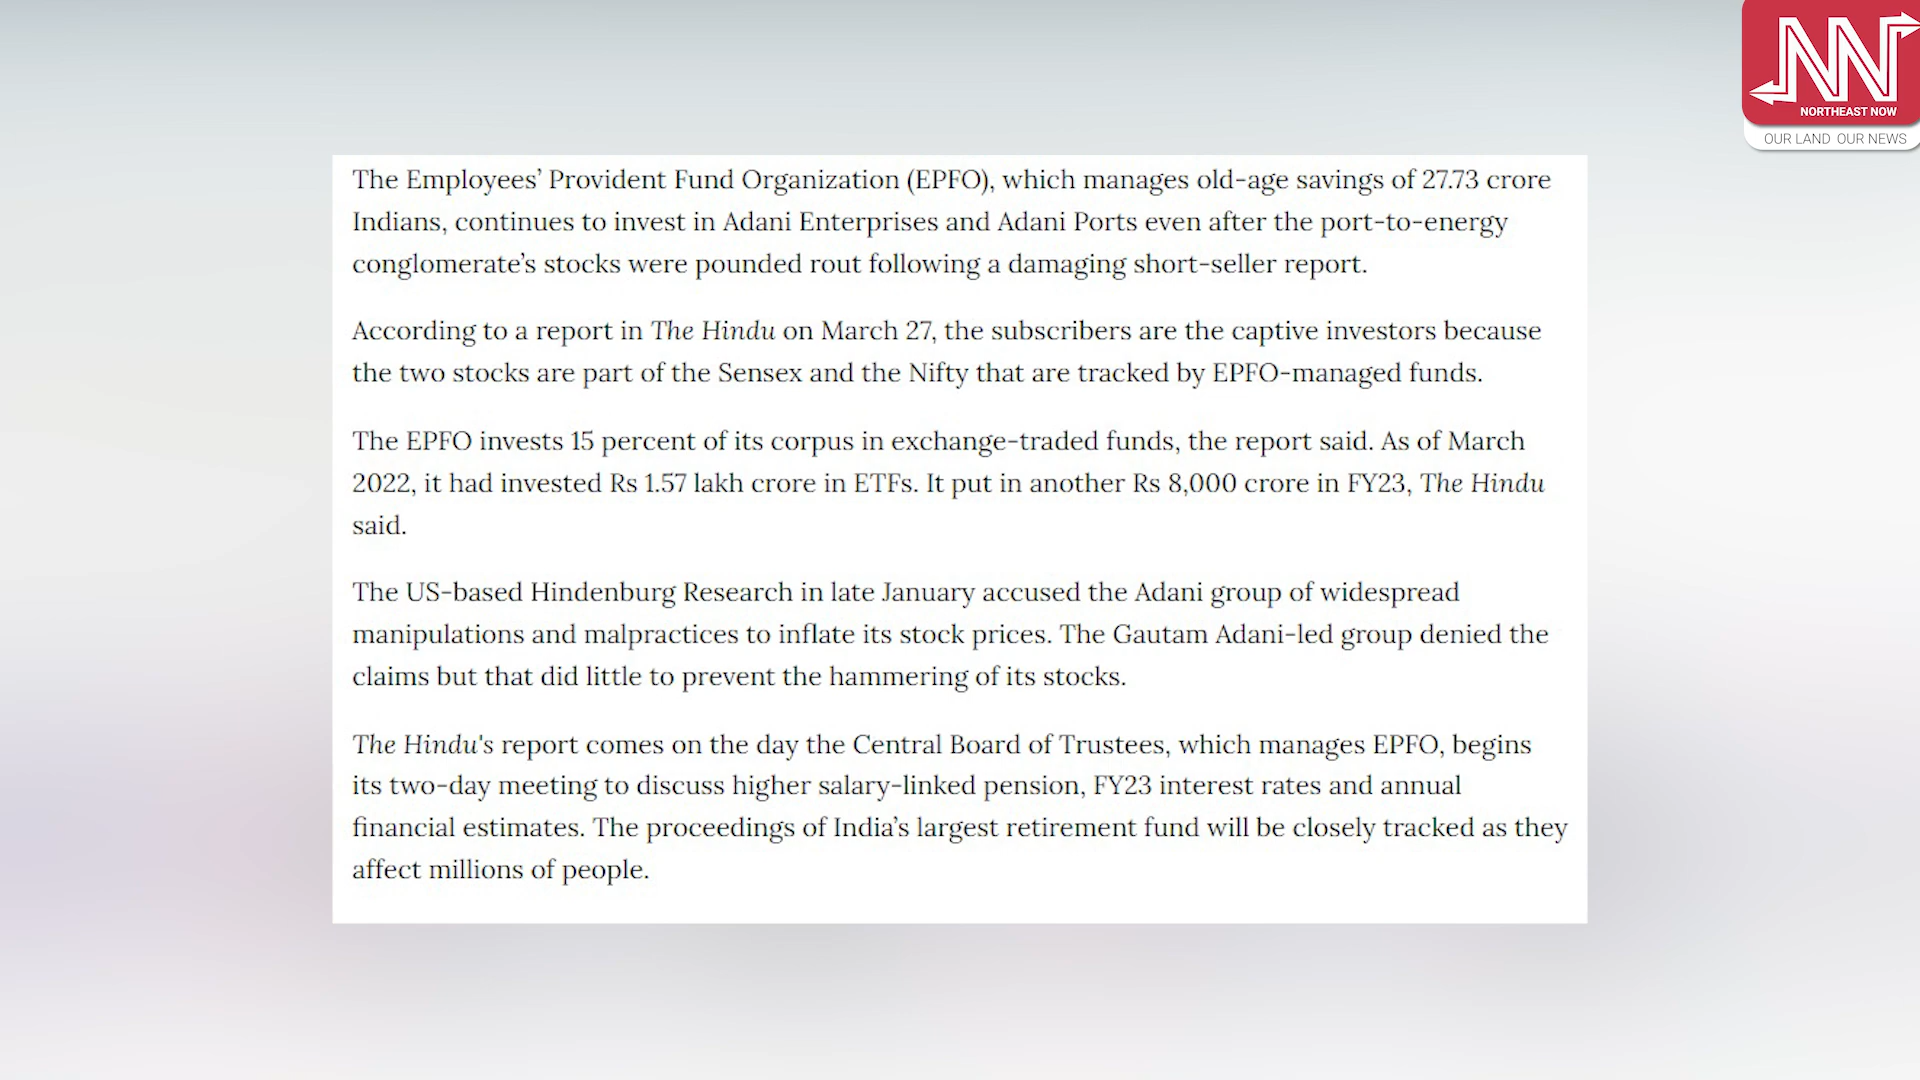 NORTHEAST NOW
OUR LAND OUR NEWS
The Employees’ Provident Fund Organization (EPFO), which manages old-age savings of 27.73 crore
Indians, continues to invest in Adani Enterprises and Adani Ports even after the port-to-energy
conglomerate’s stocks were pounded rout following a damaging short-seller report.
According to a report in The Hindu on March 27, the subscribers are the captive investors because
the two stocks are part of the Sensex and the Nifty that are tracked by EPFO-managed funds.
The EPFO invests 15 percent of its corpus in exchange-traded funds, the report said. As of March
2022, it had invested Rs 1.57 lakh crore in ETFs. It put in another Rs 8,000 crore in FY23, The Hindu
said.
The US-based Hindenburg Research in late January accused the Adani group of widespread
manipulations and malpractices to inflate its stock prices. The Gautam Adani-led group denied the
claims but that did little to prevent the hammering of its stocks.
The Hindu's report comes on the day the Central Board of Trustees, which manages EPFO, begins
its two-day meeting to discuss higher salary-linked pension, FY23 interest rates and annual
financial estimates. The proceedings of India’s largest retirement fund will be closely tracked as they
affect millions of people.